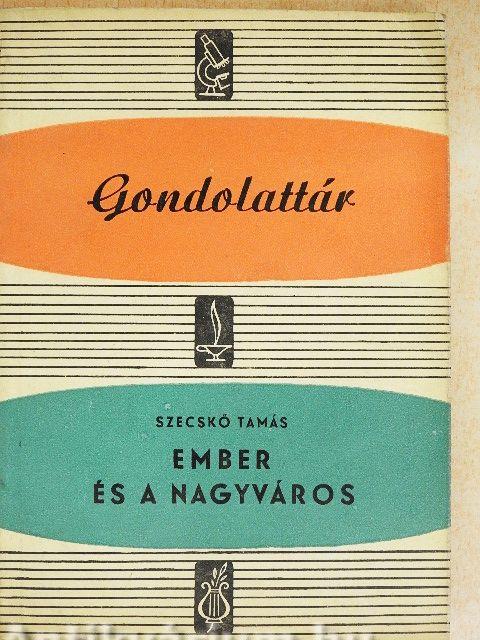 Gondolattár
SZECSKŐ TAMÁS
EMBER
ÉS A NAGYVÁROS